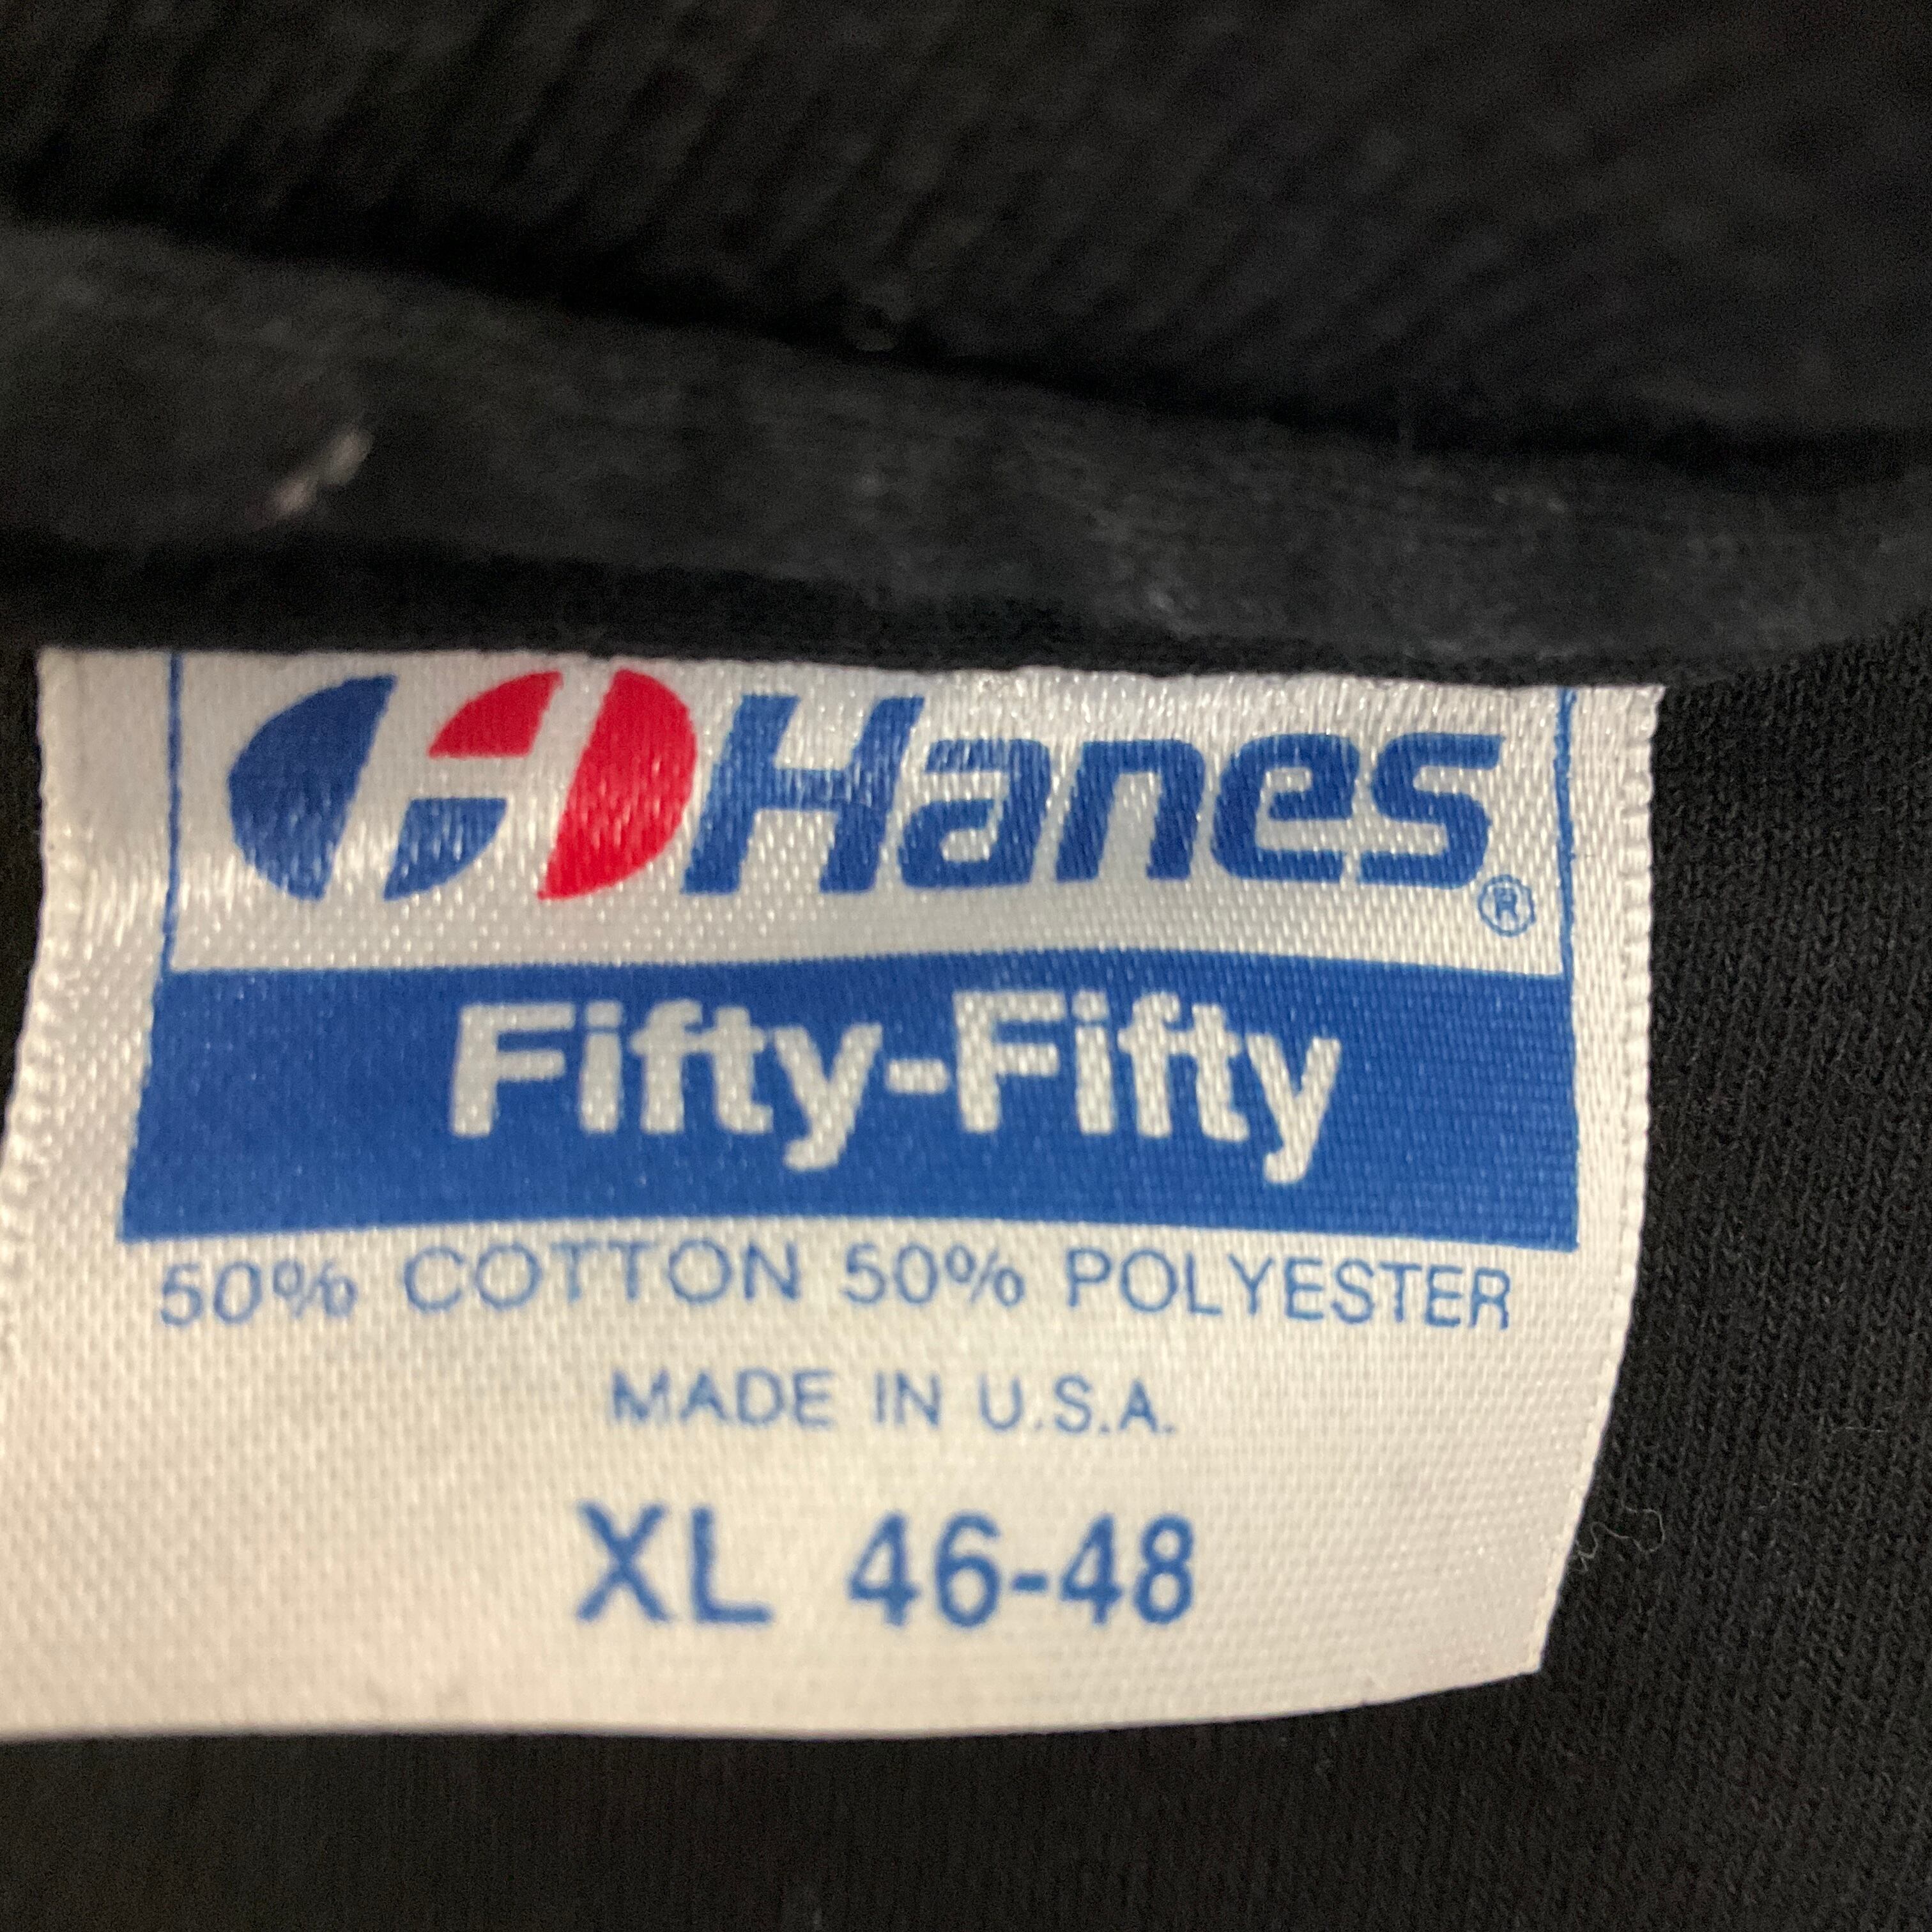 Hanes®
Fifty-Fifty
50% COTTON 50% POLYESTER
MADE IN U.S.A.
XL 46-48